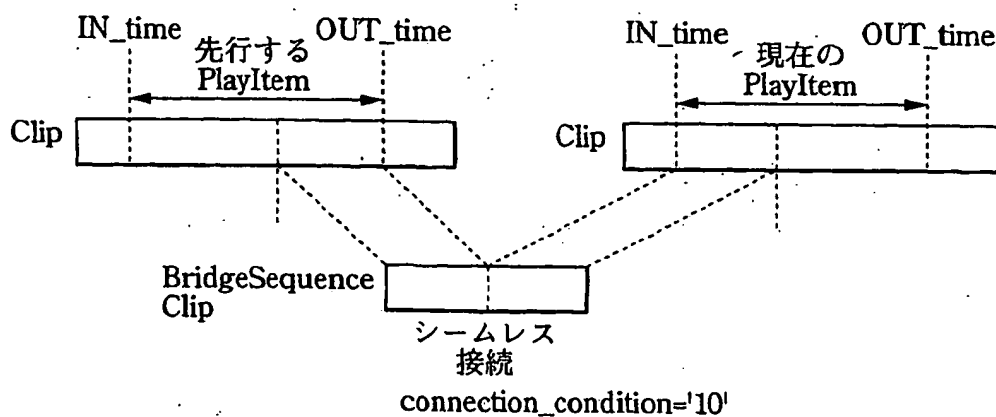 IN_time
OUT_time
先行する
PlayItem
Clip
IN_time
OUT_time
現在の
PlayItem
Clip
BridgeSequence
Clip
シームレス
接続
connection_condition='10'